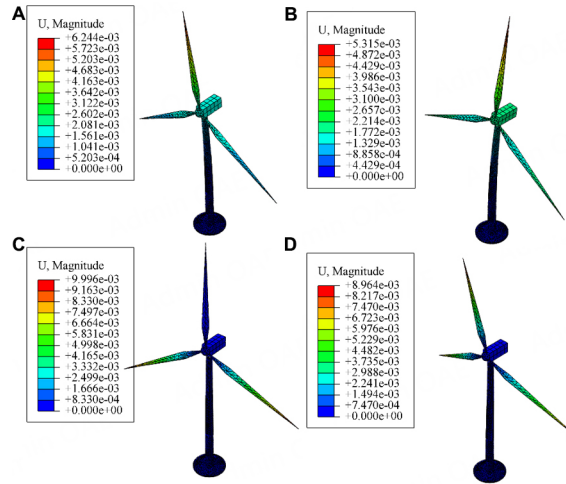 A
U, Magnitude
+6.244e-03
+5.723e-03
+5.203e-03
+4.683e-03
+4.163e-03
+3.642e-03
+3.122e-03
+2.602e-03
+2.081e-03
+1.561e-03
+1.041e-03
+5.203e-04
+0.000e+00
B
U, Magnitude
+5.315e-03
+4.872e-03
+4.429e-03
+3.986e-03
+3.543e-03
+3.100e-03
+2.657e-03
+2.214e-03
+1.772e-03
+1.329e-03
+8.858e-04
+4.429e-04
+0.000e+00
C
U, Magnitude
+9.996e-03
+9.163e-03
+8.330e-03
+7.497e-03
+6.664e-03
+5.831e-03
+4.998e-03
+4.165e-03
+3.332e-03
+2.499e-03
+1.666e-03
+8.330e-04
+0.000e+00
D
U, Magnitude
+8.964e-03
+8.217e-03
+7.470e-03
+6.723e-03
+5.976e-03
+5.229e-03
+4.482e-03
+3.735e-03
+2.988e-03
+2.241e-03
+1.494e-03
+7.470e-04
+0.000e+00